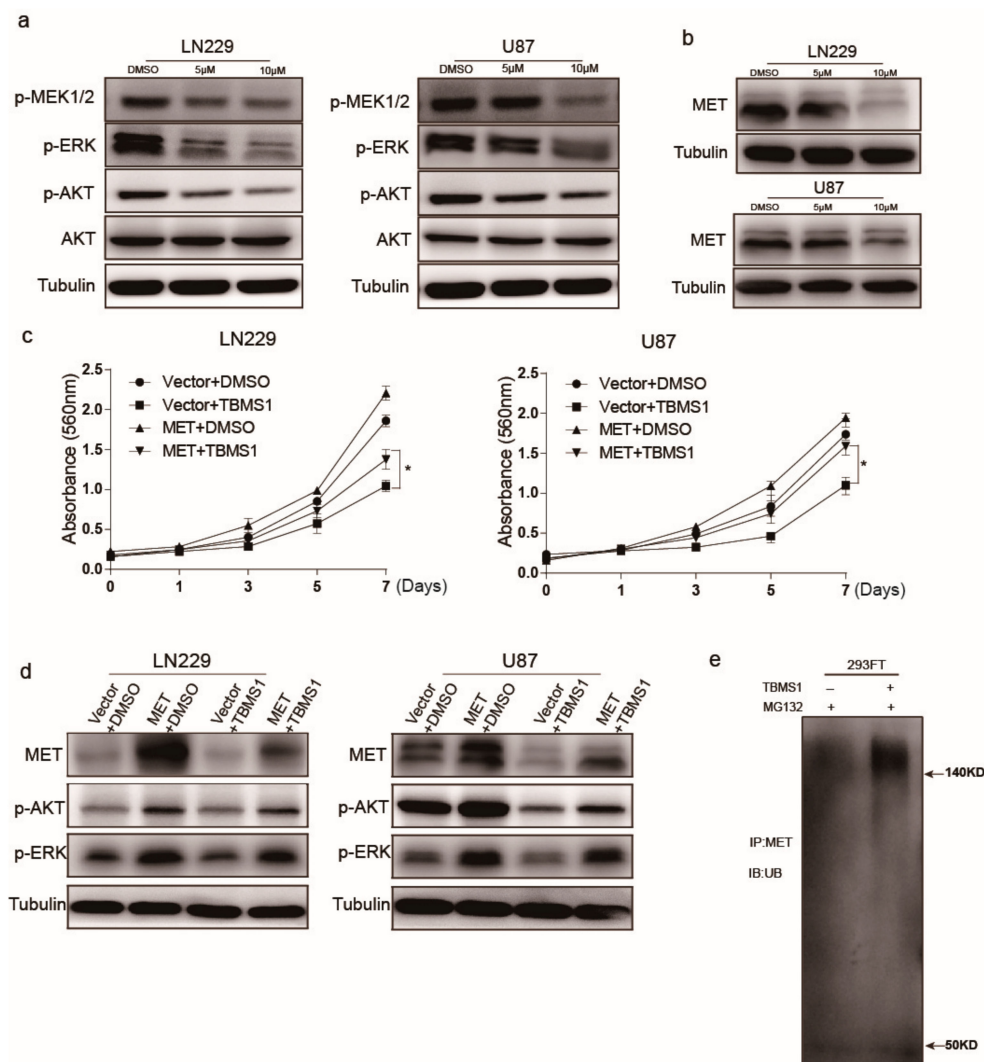 a
LN229
DMSO 5μM 10μM
p-MEK1/2
p-ERK
p-AKT
AKT
Tubulin
U87
DMSO 5μM 10μM
p-MEK1/2
p-ERK
p-AKT
AKT
Tubulin
b
LN229
DMSO 5μM 10μM
MET
Tubulin
U87
DMSO 5μM 10μM
MET
Tubulin
c
LN229
Absorbance (560nm)
2.5
2.0
1.5
1.0
0.5
0.0
Vector+DMSO
Vector+TBMS1
MET+DMSO
MET+TBMS1
*
0 1 3 5 7 (Days)
U87
Absorbance (560nm)
2.5
2.0
1.5
1.0
0.5
0.0
Vector+DMSO
Vector+TBMS1
MET+DMSO
MET+TBMS1
*
0 1 3 5 7 (Days)
d
LN229
Vector +DMSO
MET +DMSO
Vector +TBMS1
MET +TBMS1
MET
p-AKT
p-ERK
Tubulin
U87
Vector +DMSO
MET +DMSO
Vector +TBMS1
MET +TBMS1
MET
p-AKT
p-ERK
Tubulin
e
293FT
TBMS1 – +
MG132 + +
140KD
IP:MET
IB:UB
50KD